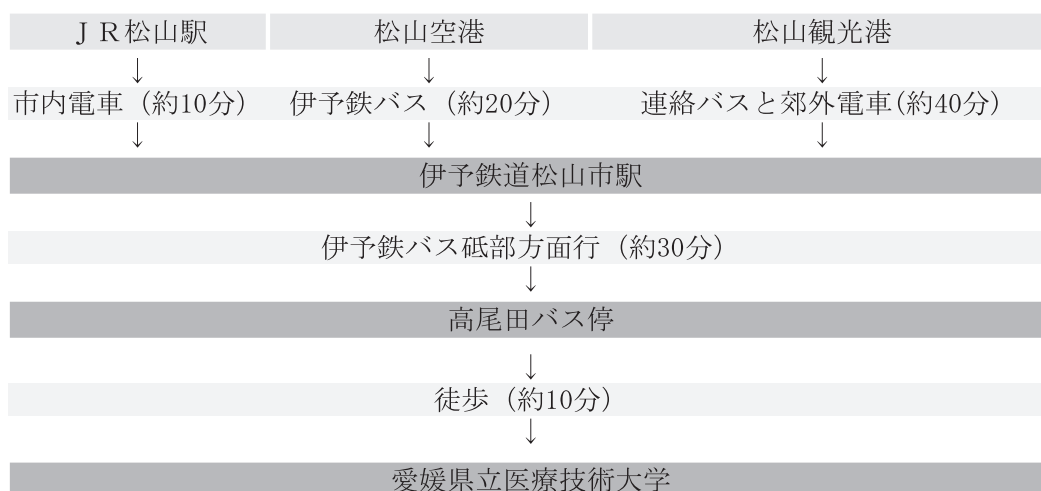 ＪＲ松山駅 松山空港 松山観光港
↓ ↓ ↓
市内電車（約10分） 伊予鉄バス（約20分） 連絡バスと郊外電車(約40分)
↓ ↓ ↓
伊予鉄道松山市駅
↓
伊予鉄バス砥部方面行（約30分）
↓
高尾田バス停
↓
徒歩（約10分）
↓
愛媛県立医療技術大学